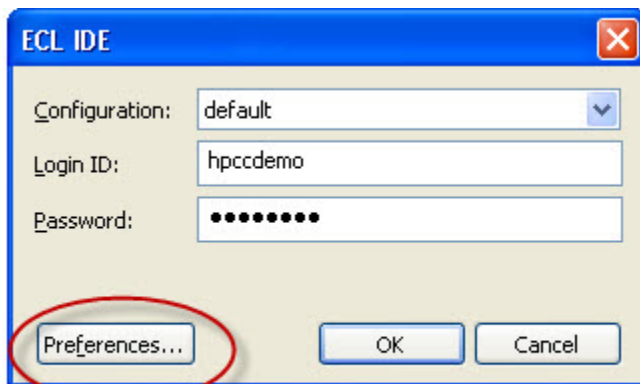 ECL IDE
Configuration: default
Login ID: hpccdemo
Password: ●●●●●●●●
Preferences... OK Cancel